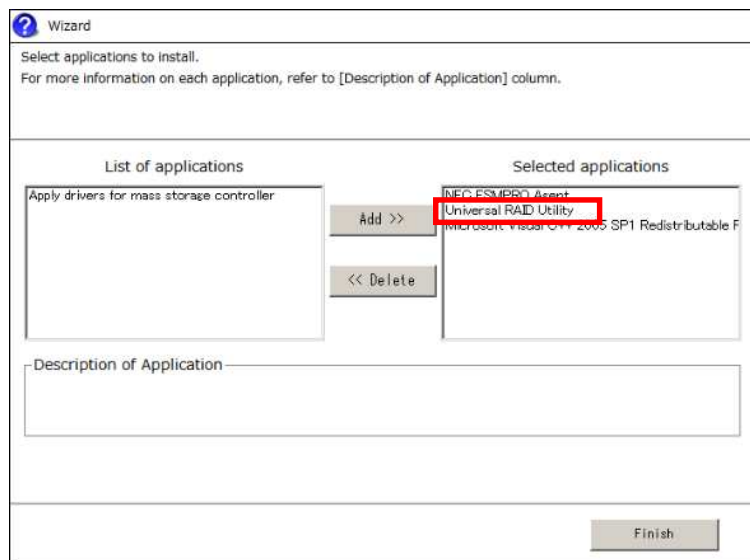 Wizard
Select applications to install.
For more information on each application, refer to [Description of Application] column.
List of applications
Selected applications
Apply drivers for mass storage controller
NEC ESMPRO Agent
Universal RAID Utility
Microsoft Visual C++ 2005 SP1 Redistributable
Add >>
<< Delete
Description of Application
Finish